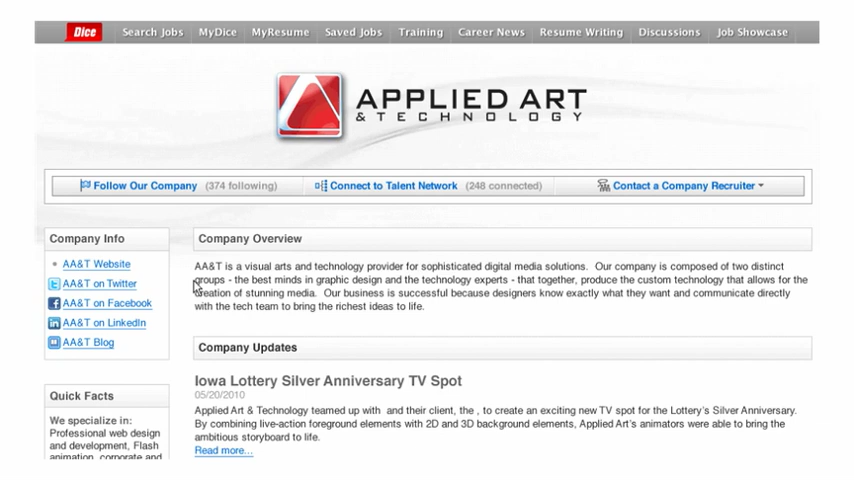 Dice Search Jobs MyDice MyResume Saved Jobs Training Career News Resume Writing Discussions Job Showcase
APPLIED ART
& TECHNOLOGY
Follow Our Company (374 following) Connect to Talent Network (248 connected) Contact a Company Recruiter
Company Info
AA&T Website
AA&T on Twitter
AA&T on Facebook
AA&T on LinkedIn
AA&T Blog
Quick Facts
We specialize in:
Professional web design
and development, Flash
animation, corporate and
Company Overview
AA&T is a visual arts and technology provider for sophisticated digital media solutions. Our company is composed of two distinct
groups - the best minds in graphic design and the technology experts - that together, produce the custom technology that allows for the
creation of stunning media. Our business is successful because designers know exactly what they want and communicate directly
with the tech team to bring the richest ideas to life.
Company Updates
Iowa Lottery Silver Anniversary TV Spot
05/20/2010
Applied Art & Technology teamed up with and their client, the , to create an exciting new TV spot for the Lottery's Silver Anniversary.
By combining live-action foreground elements with 2D and 3D background elements, Applied Art's animators were able to bring the
ambitious storyboard to life.
Read more...